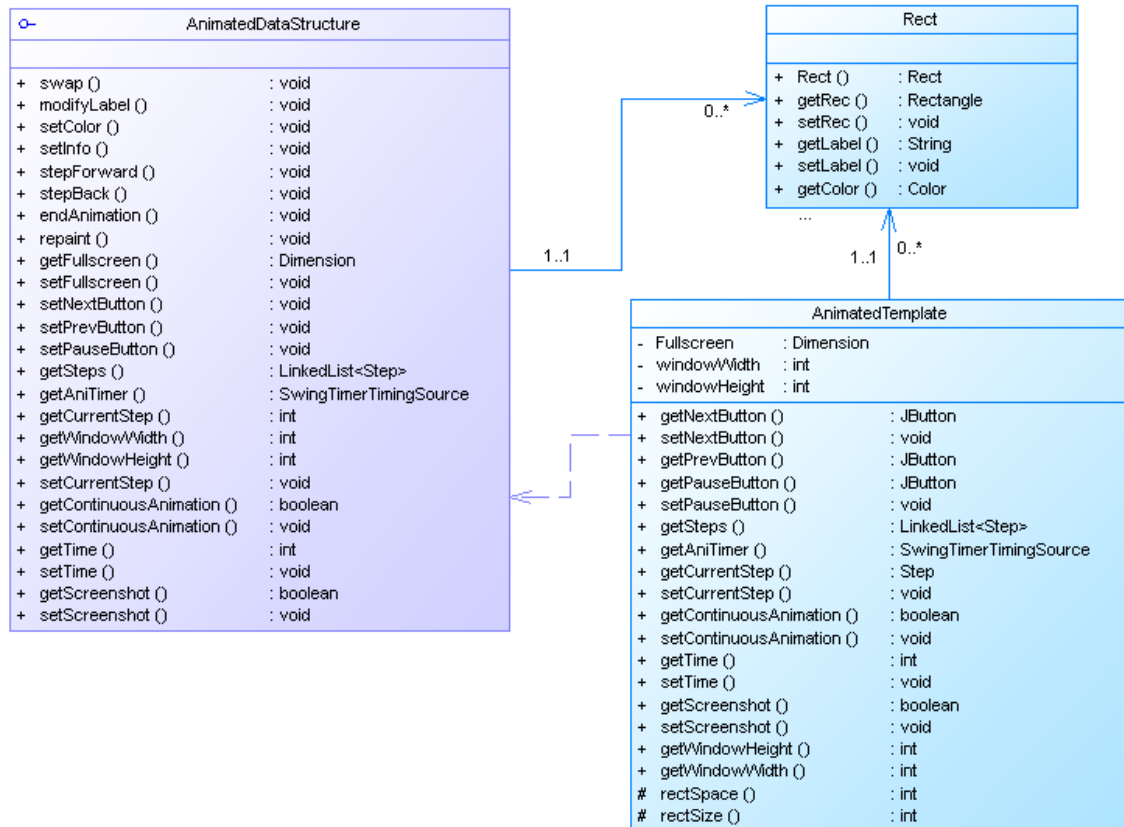 AnimatedDataStructure
+ swap () : void
+ modifyLabel () : void
+ setColor () : void
+ setInfo () : void
+ stepForward () : void
+ stepBack () : void
+ endAnimation () : void
+ repaint () : void
+ getFullscreen () : Dimension
+ setFullscreen () : void
+ setNextButton () : void
+ setPrevButton () : void
+ setPauseButton () : void
+ getSteps () : LinkedList<Step>
+ getAniTimer () : SwingTimerTimingSource
+ getCurrentStep () : int
+ getWindowWidth () : int
+ getWindowHeight () : int
+ setCurrentStep () : void
+ getContinuousAnimation () : boolean
+ setContinuousAnimation () : void
+ getTime () : int
+ setTime () : void
+ getScreenshot () : boolean
+ setScreenshot () : void
1..1
0..*
Rect
+ Rect () : Rect
+ getRec () : Rectangle
+ setRec () : void
+ getLabel () : String
+ setLabel () : void
+ getColor () : Color
...
0..*
1..1
AnimatedTemplate
- Fullscreen : Dimension
- windowWidth : int
- windowHeight : int
+ getNextButton () : JButton
+ setNextButton () : void
+ getPrevButton () : JButton
+ getPauseButton () : JButton
+ setPauseButton () : void
+ getSteps () : LinkedList<Step>
+ getAniTimer () : SwingTimerTimingSource
+ getCurrentStep () : Step
+ setCurrentStep () : void
+ getContinuousAnimation () : boolean
+ setContinuousAnimation () : void
+ getTime () : int
+ setTime () : void
+ getScreenshot () : boolean
+ setScreenshot () : void
+ getWindowHeight () : int
+ getWindowWidth () : int
# rectSpace () : int
# rectSize () : int